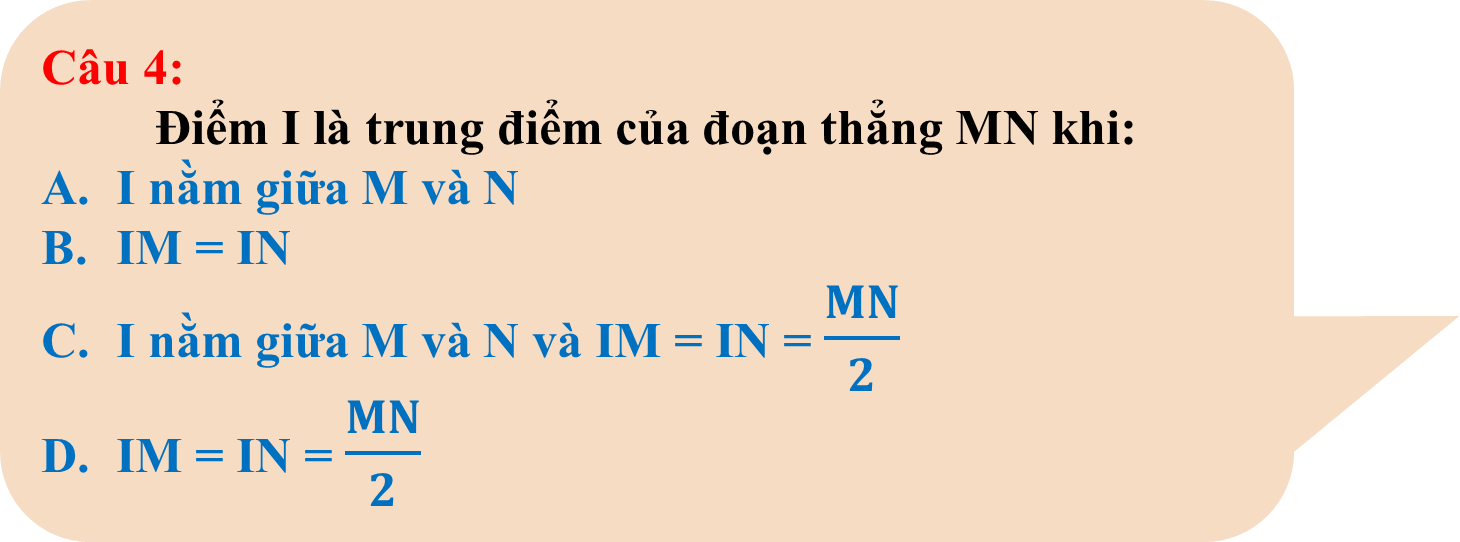 Câu 4:
Điểm I là trung điểm của đoạn thẳng MN khi:
A. I nằm giữa M và N
B. IM = IN
C. I nằm giữa M và N và IM = IN = MN/2
D. IM = IN = MN/2